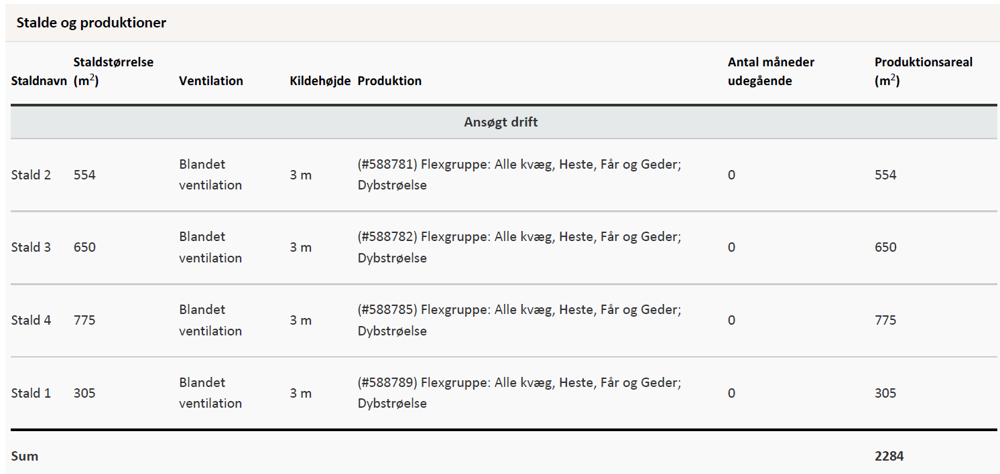 Stalde og produktioner
Staldnavn Staldstørrelse (m²) Ventilation Kildehøjde Produktion Antal måneder udegående Produktionsareal (m²)
Ansøgt drift
Stald 2 554 Blandet ventilation 3 m (#588781) Flexgruppe: Alle kvæg, Heste, Får og Geder; Dybstrøelse 0 554
Stald 3 650 Blandet ventilation 3 m (#588782) Flexgruppe: Alle kvæg, Heste, Får og Geder; Dybstrøelse 0 650
Stald 4 775 Blandet ventilation 3 m (#588785) Flexgruppe: Alle kvæg, Heste, Får og Geder; Dybstrøelse 0 775
Stald 1 305 Blandet ventilation 3 m (#588789) Flexgruppe: Alle kvæg, Heste, Får og Geder; Dybstrøelse 0 305
Sum 2284